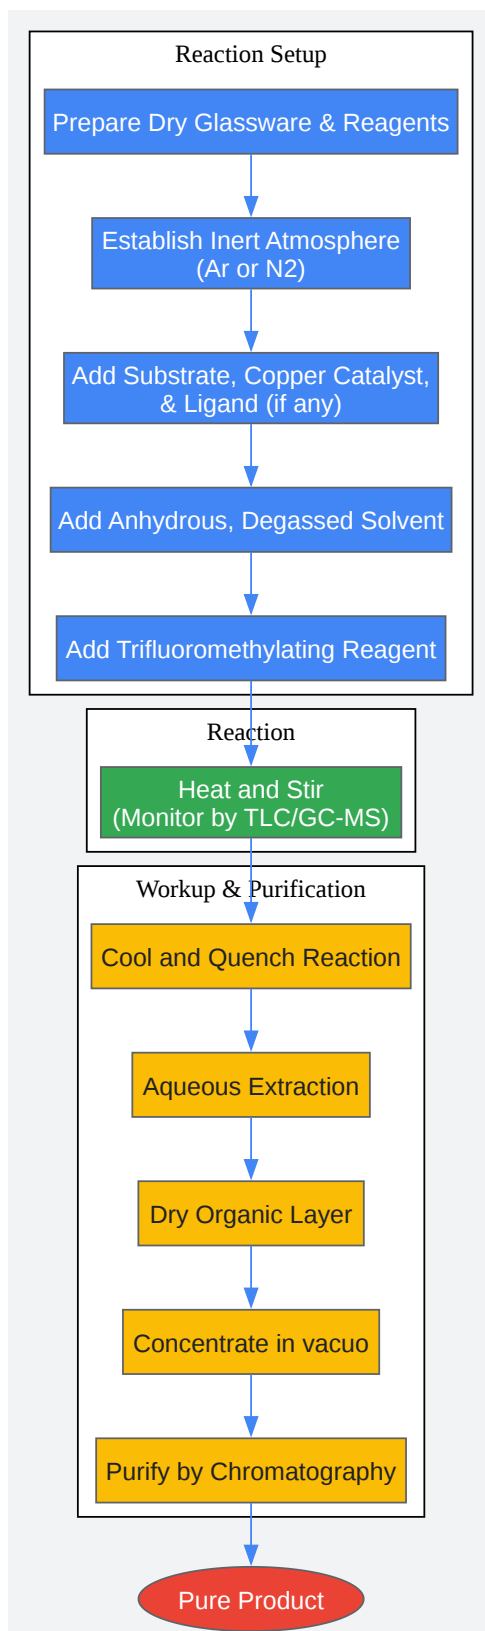 Reaction Setup
Prepare Dry Glassware & Reagents
Establish Inert Atmosphere
(Ar or N2)
Add Substrate, Copper Catalyst,
& Ligand (if any)
Add Anhydrous, Degassed Solvent
Add Trifluoromethylating Reagent
Reaction
Heat and Stir
(Monitor by TLC/GC-MS)
Workup & Purification
Cool and Quench Reaction
Aqueous Extraction
Dry Organic Layer
Concentrate in vacuo
Purify by Chromatography
Pure Product